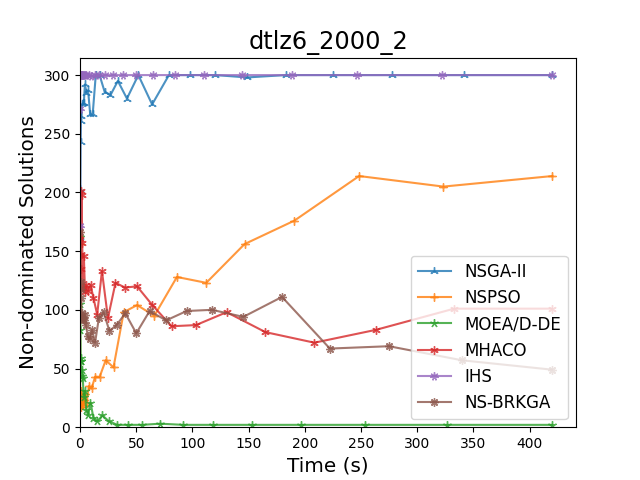 dtlz6_2000_2
Non-dominated Solutions
300
250
200
150
100
50
0
0 50 100 150 200 250 300 350 400
Time (s)
NSGA-II
NSPSO
MOEA/D-DE
MHACO
IHS
NS-BRKGA